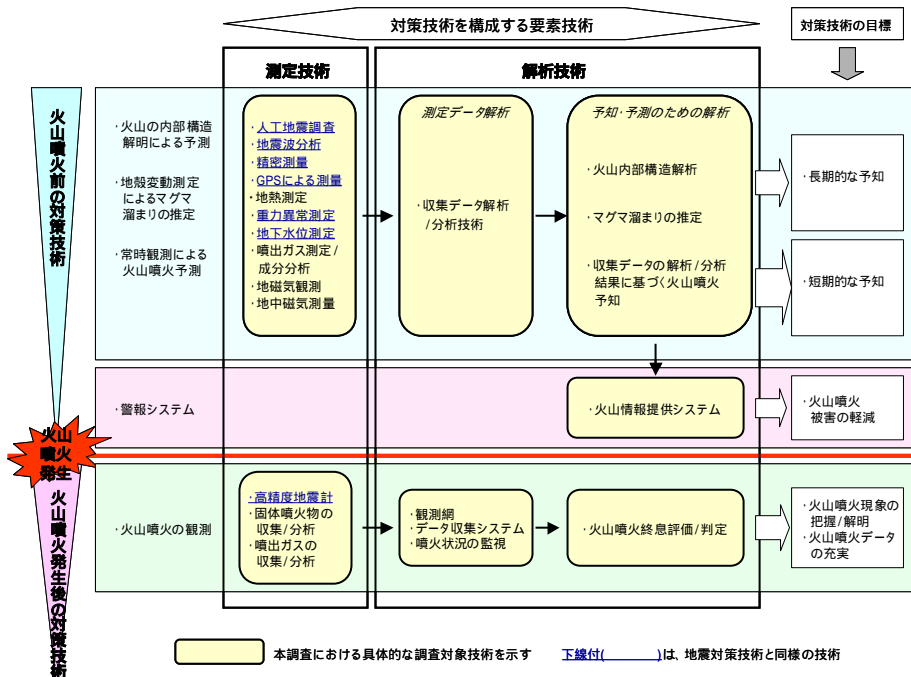 対策技術を構成する要素技術
対策技術の目標
測定技術
解析技術
火山噴火前の対策技術
・火山の内部構造
解明による予測
・地殻変動測定
によるマグマ
溜まりの推定
・常時観測による
火山噴火予測
・人工地震調査
・地震波分析
・精密測量
・GPSによる測量
・地熱測定
・重力異常測定
・地下水位測定
・噴出ガス測定/
成分分析
・地磁気観測
・地中磁気測量
測定データ解析
・収集データ解析
/分析技術
予知・予測のための解析
・火山内部構造解析
・マグマ溜まりの推定
・収集データの解析/分析
結果に基づく火山噴火
予知
・長期的な予知
・短期的な予知
・警報システム
・火山情報提供システム
・火山噴火
被害の軽減
火山
噴火
発生
火山噴火発生後の対策技術
・火山噴火の観測
・高精度地震計
・固体噴火物の
収集/分析
・噴出ガスの
収集/分析
・観測網
・データ収集システム
・噴火状況の監視
・火山噴火終息評価/判定
・火山噴火現象の
把握/解明
・火山噴火データ
の充実
本調査における具体的な調査対象技術を示す
下線付(　　　)は、地震対策技術と同様の技術